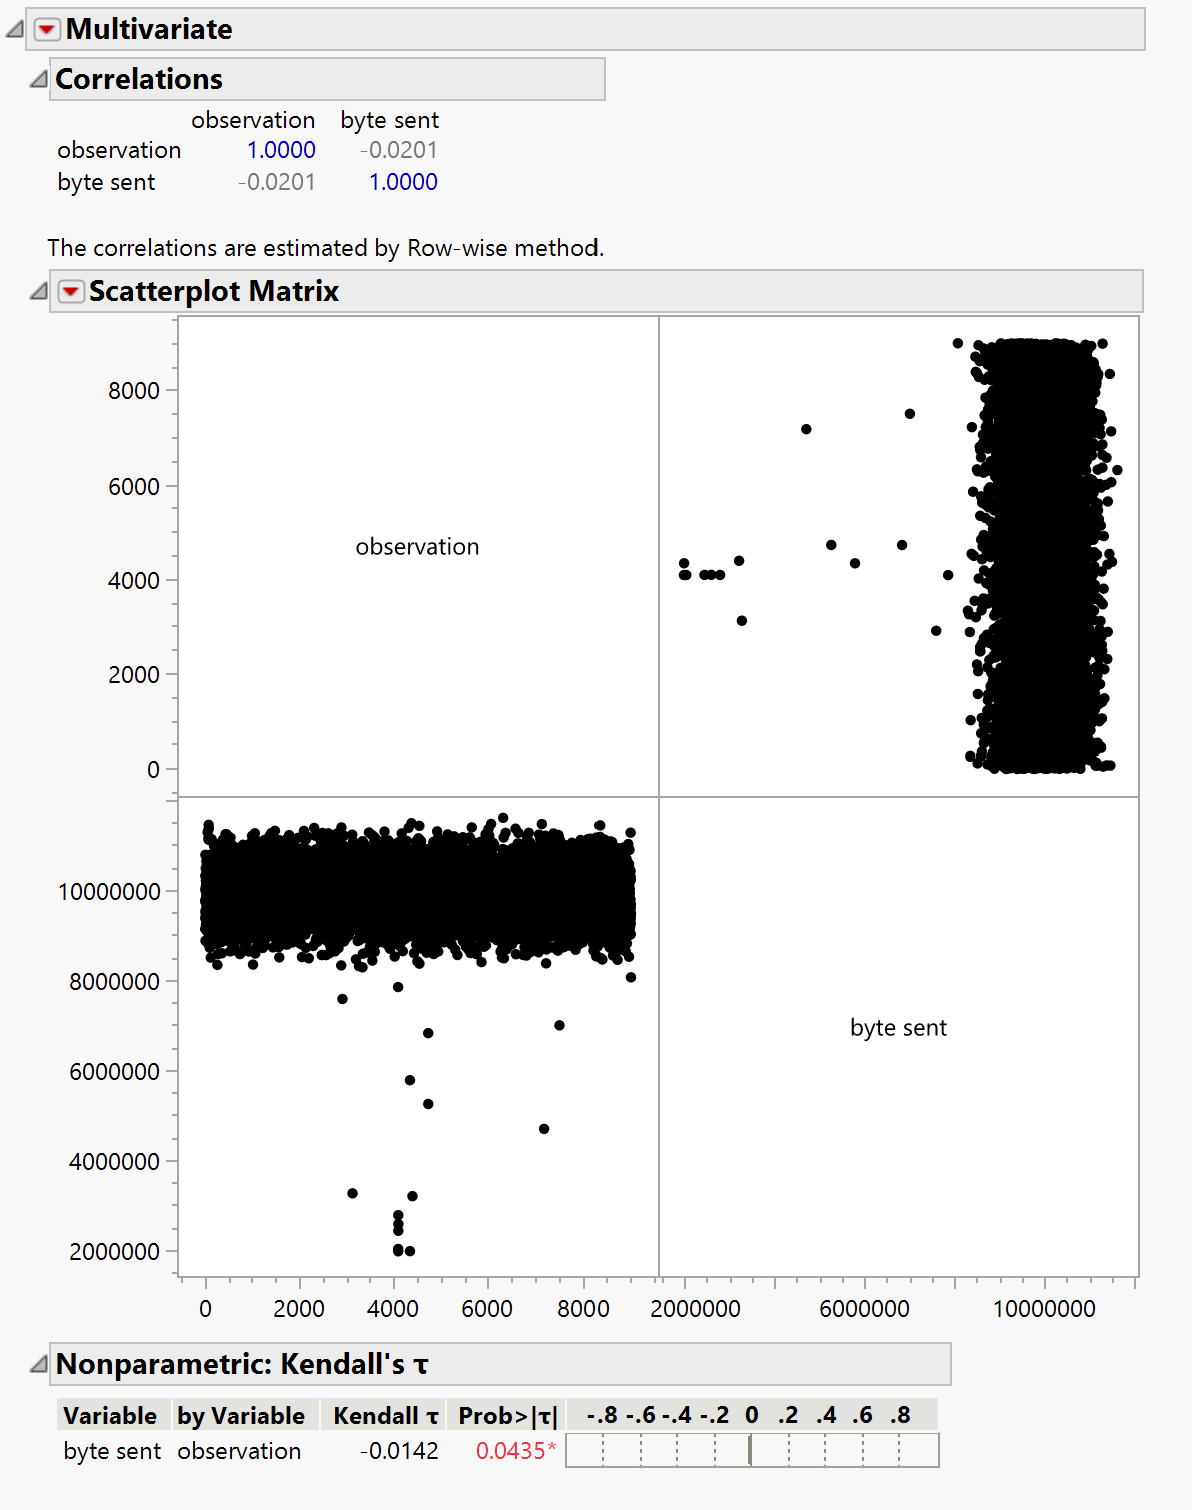 Multivariate
Correlations
observation byte sent
observation 1.0000 -0.0201
byte sent -0.0201 1.0000
The correlations are estimated by Row-wise method.
Scatterplot Matrix
8000
6000
observation
4000
2000
0
10000000
8000000
byte sent
6000000
4000000
2000000
0 2000 4000 6000 8000 2000000 6000000 10000000
Nonparametric: Kendall's τ
Variable by Variable Kendall τ Prob>|τ| -.8 -.6 -.4 -.2 0 .2 .4 .6 .8
byte sent observation -0.0142 0.0435*